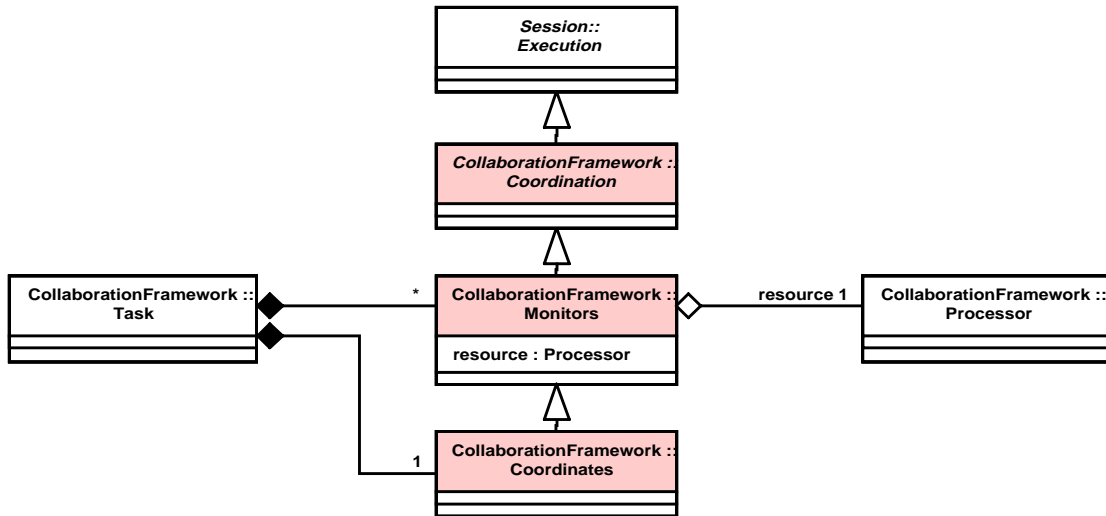 Session::
Execution
CollaborationFramework ::
Coordination
CollaborationFramework ::
Task
*
CollaborationFramework ::
Monitors
resource : Processor
resource 1
CollaborationFramework ::
Processor
1
CollaborationFramework ::
Coordinates